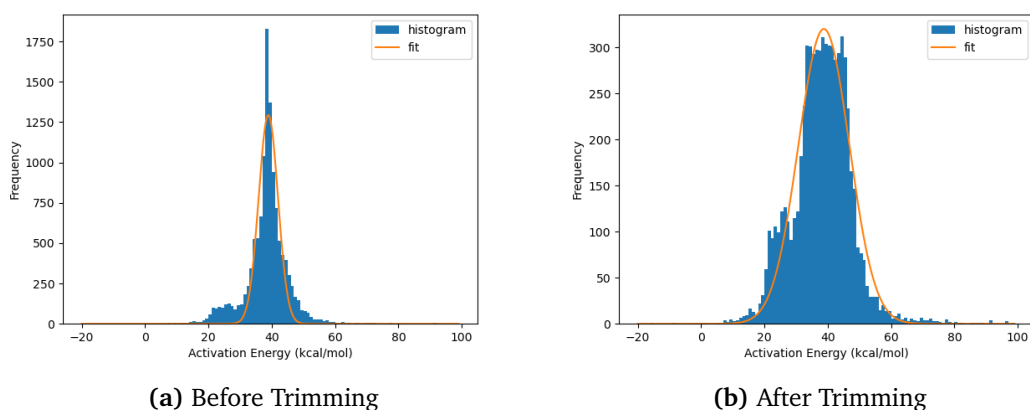 histogram
fit
1750
1500
1250
1000
750
500
250
0
Frequency
−20 0 20 40 60 80 100
Activation Energy (kcal/mol)
(a) Before Trimming
histogram
fit
300
250
200
150
100
50
0
Frequency
−20 0 20 40 60 80 100
Activation Energy (kcal/mol)
(b) After Trimming